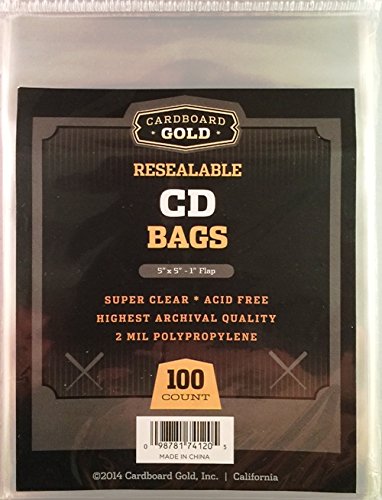 CARDBOARD
GOLD
RESEALABLE
CD
BAGS
5" x 5" - 1" Flap
SUPER CLEAR * ACID FREE
HIGHEST ARCHIVAL QUALITY
2 MIL POLYPROPYLENE
100
COUNT
0 98781 74120 3
MADE IN CHINA
©2014 Cardboard Gold, Inc. | California